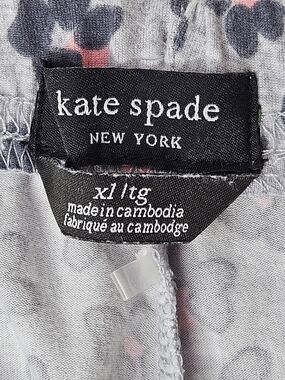 kate spade
NEW YORK
xl/tg
made in cambodia
fabriqué au cambodge